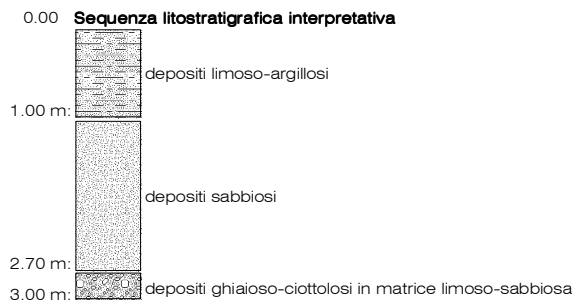 0.00 Sequenza litostratigrafica interpretativa
depositi limoso-argillosi
1.00 m:
depositi sabbiosi
2.70 m:
depositi ghiaioso-ciottolosi in matrice limoso-sabbiosa
3.00 m: